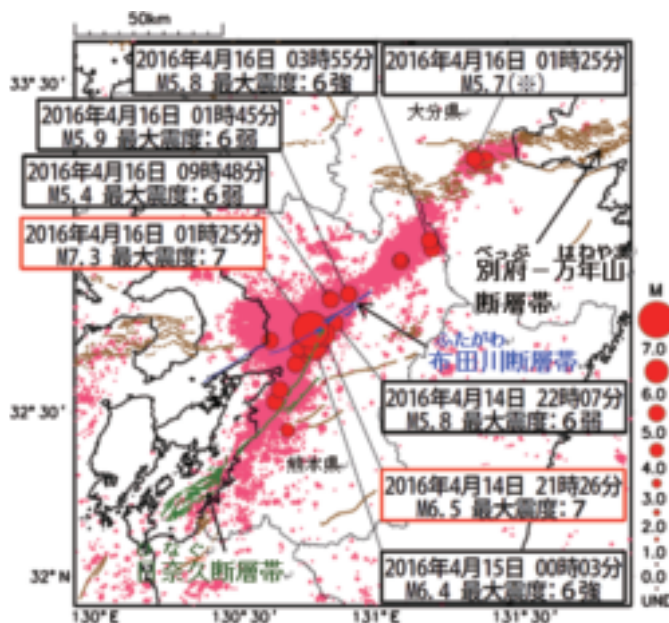 50km
2016年4月16日 03時55分
M5.8 最大震度：6強
2016年4月16日 01時25分
M5.7(※)
33°30'
大分県
2016年4月16日 01時45分
M5.9 最大震度：6弱
2016年4月16日 09時48分
M5.4 最大震度：6弱
2016年4月16日 01時25分
M7.3 最大震度：7
べっぷ はねやま
別府－万年山
断層帯
M
7.0
6.0
5.0
4.0
3.0
2.0
1.0
0.0
UND
ふたがわ
布田川断層帯
32°30'
2016年4月14日 22時07分
M5.8 最大震度：6弱
熊本県
2016年4月14日 21時26分
M6.5 最大震度：7
なぐ
奈久断層帯
2016年4月15日 00時03分
M6.4 最大震度：6強
32°N
130°E
130°30'
131°E
131°30'